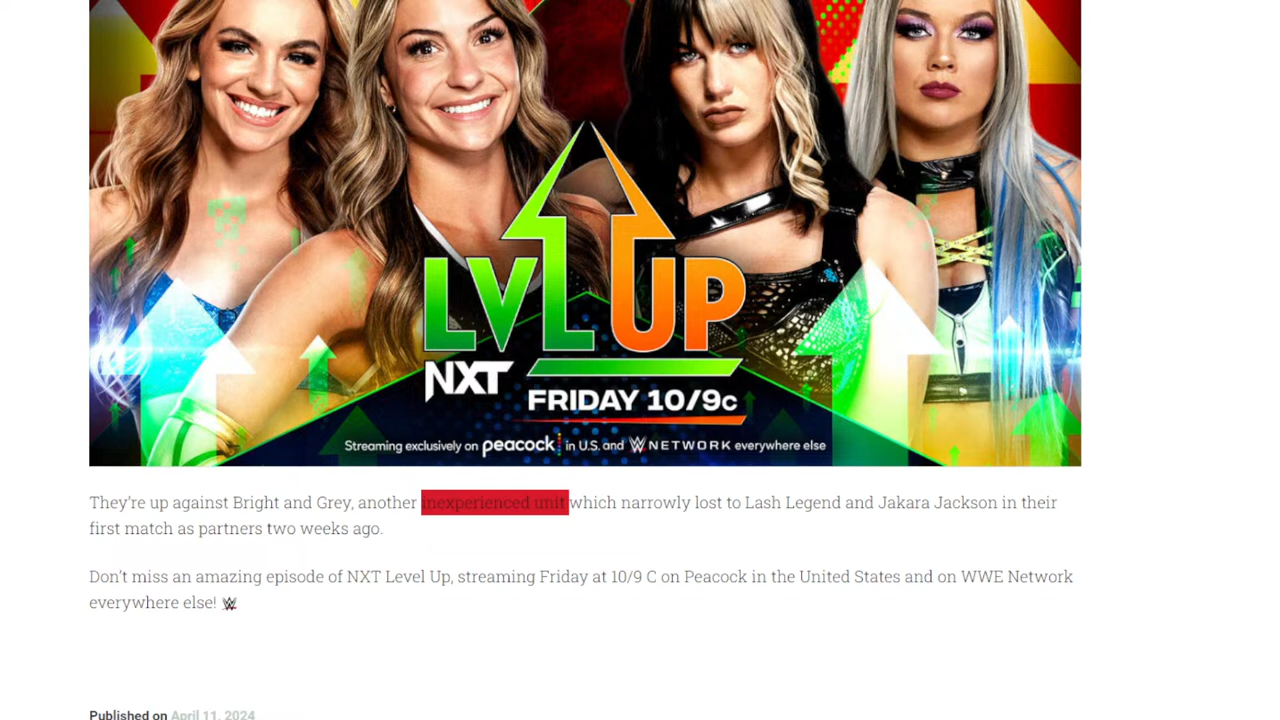 LVL UP
NXT
FRIDAY 10/9c
Streaming exclusively on peacock in U.S. and W NETWORK everywhere else
They're up against Bright and Grey, another inexperienced unit which narrowly lost to Lash Legend and Jakara Jackson in their
first match as partners two weeks ago.
Don't miss an amazing episode of NXT Level Up, streaming Friday at 10/9 C on Peacock in the United States and on WWE Network
everywhere else!
Published on April 11, 2024